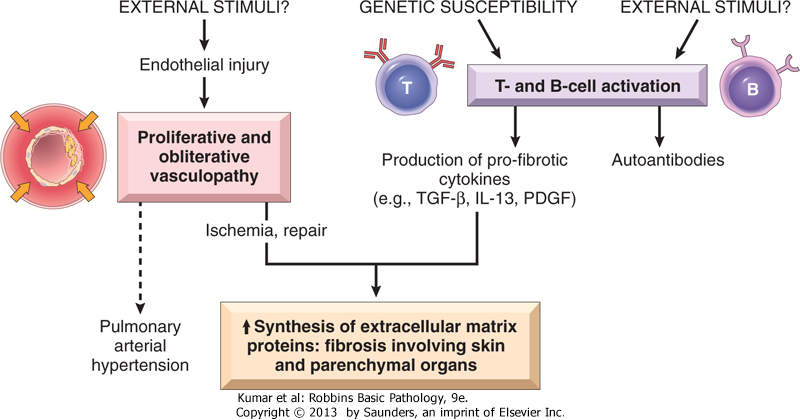 EXTERNAL STIMULI?
GENETIC SUSCEPTIBILITY
EXTERNAL STIMULI?
Endothelial injury
T
T- and B-cell activation
B
Proliferative and
obliterative
vasculopathy
Production of pro-fibrotic
cytokines
(e.g., TGF-β, IL-13, PDGF)
Autoantibodies
Ischemia, repair
Pulmonary
arterial
hypertension
Synthesis of extracellular matrix
proteins: fibrosis involving skin
and parenchymal organs
Kumar et al: Robbins Basic Pathology, 9e.
Copyright © 2013 by Saunders, an imprint of Elsevier Inc.